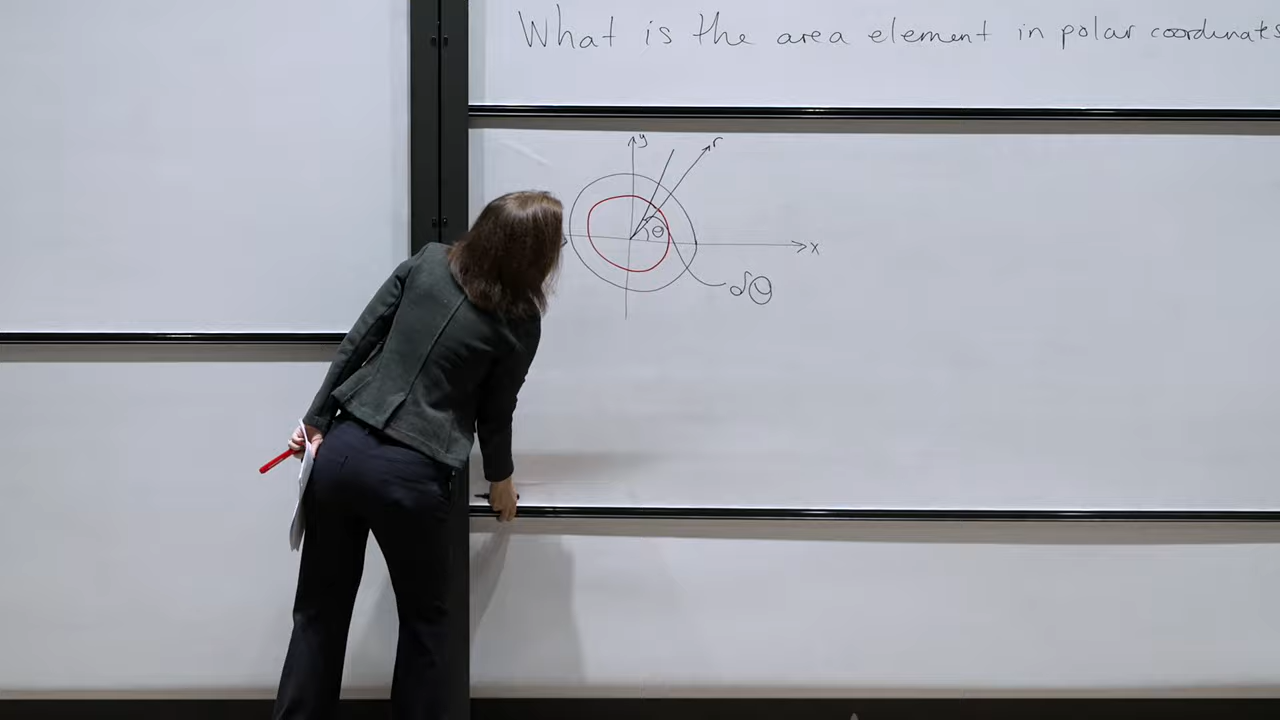 What is the area element in polar coordinats
y
r
θ
x
δθ